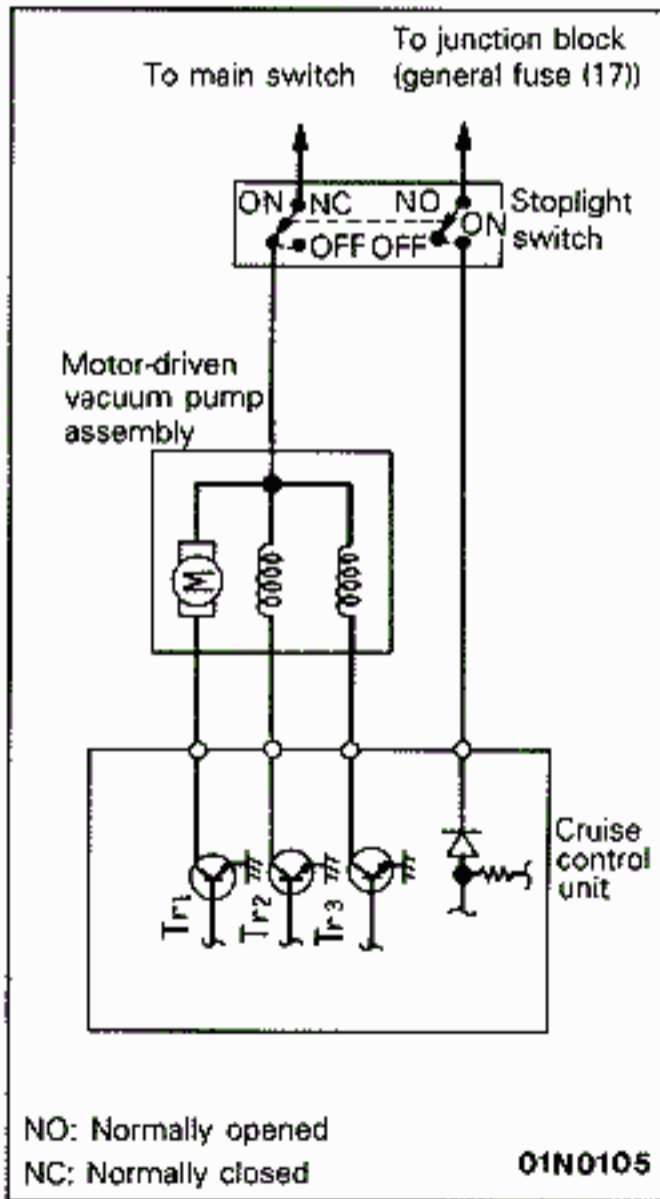 To main switch
To junction block
(general fuse (17))
ON NC NO
Stoplight
switch
ON
OFF OFF
Motor-driven
vacuum pump
assembly
M
Cruise
control
unit
Tr1 Tr2 Tr3
NO: Normally opened
NC: Normally closed
01N0105